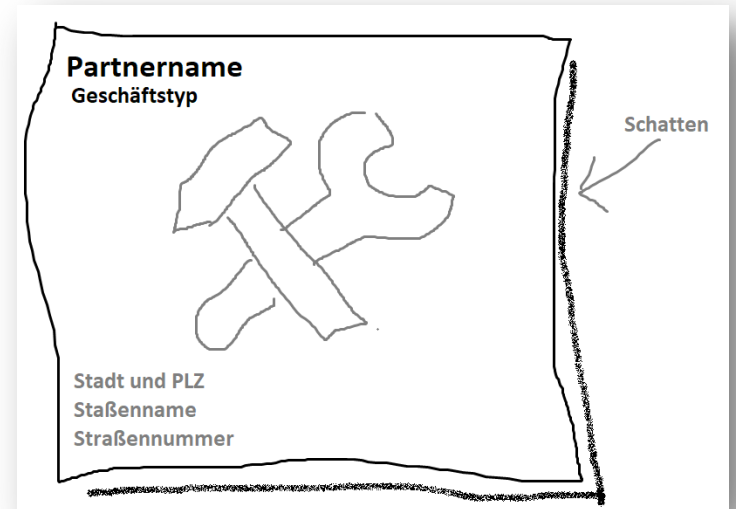 Partnername
Geschäftstyp
Schatten
Stadt und PLZ
Staßenname
Straßennummer